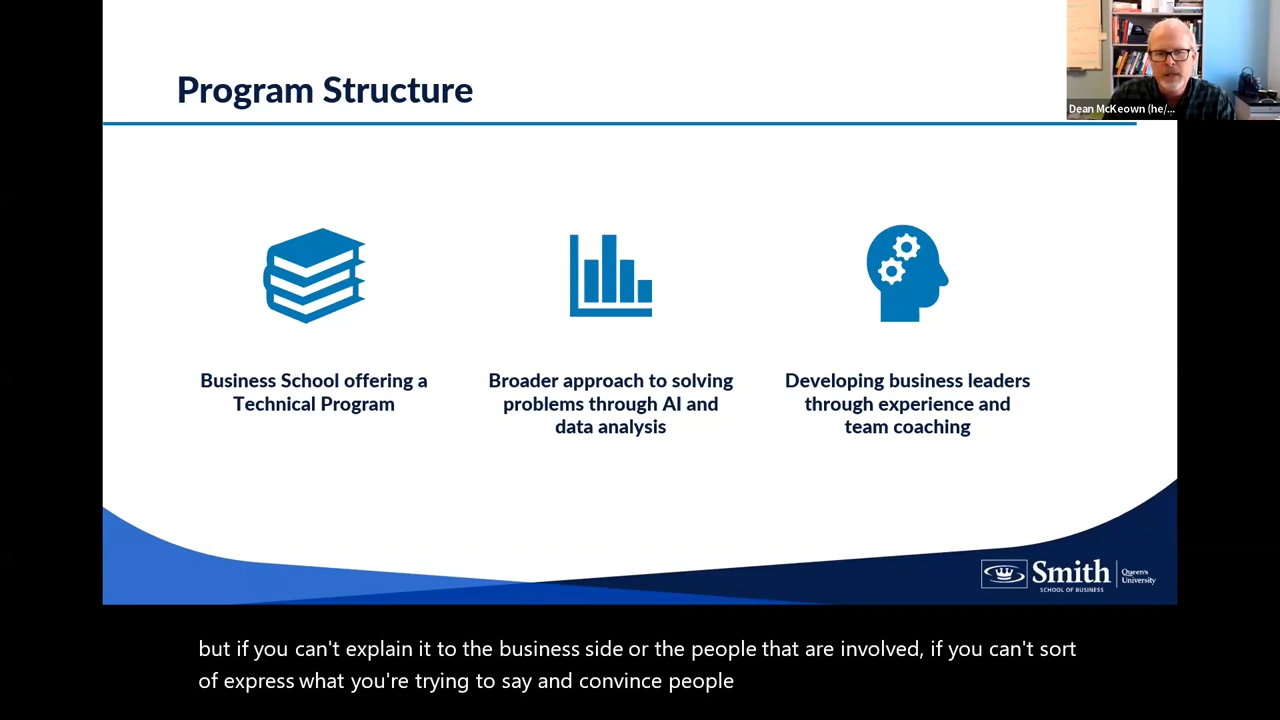 Program Structure
Dean McKeown (he/...
Business School offering a
Technical Program
Broader approach to solving
problems through AI and
data analysis
Developing business leaders
through experience and
team coaching
Smith
SCHOOL OF BUSINESS
Queen's
University
but if you can't explain it to the business side or the people that are involved, if you can't sort
of express what you're trying to say and convince people